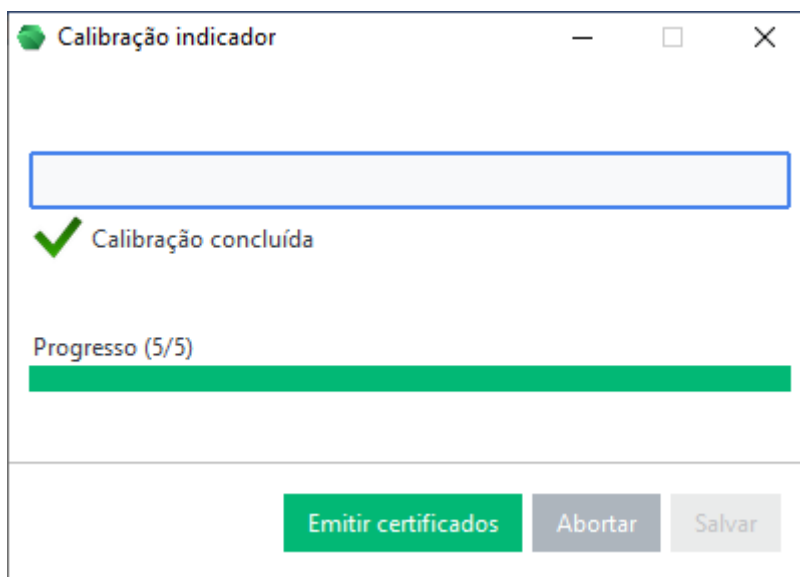 Calibração indicador
Calibração concluída
Progresso (5/5)
Emitir certificados Abortar Salvar